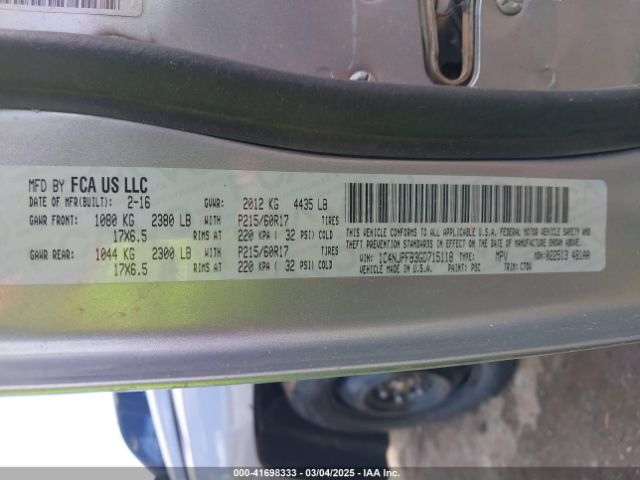 MFD BY FCA US LLC
DATE OF MFR(BUILT): 2-16 GVWR: 2012 KG 4435 LB
GAWR FRONT: 1080 KG 2380 LB WITH P215/60R17 TIRES
17X6.5 RIMS AT 220 KPA ( 32 PSI) COLD
GAWR REAR: 1044 KG 2300 LB WITH P215/60R17 TIRES
17X6.5 RIMS AT 220 KPA ( 32 PSI) COLD
THIS VEHICLE CONFORMS TO ALL APPLICABLE U.S.A. FEDERAL MOTOR VEHICLE SAFETY AND
THEFT PREVENTION STANDARDS IN EFFECT ON THE DATE OF MANUFACTURE SHOWN ABOVE.
VIN: 1C4NJPFB3GD715118 TYPE: MPV MDH:022513 481AA
VEHICLE MADE IN U.S.A. PAINT: PSC TRIM: C7DV
000-41698333 - 03/04/2025 - IAA Inc.